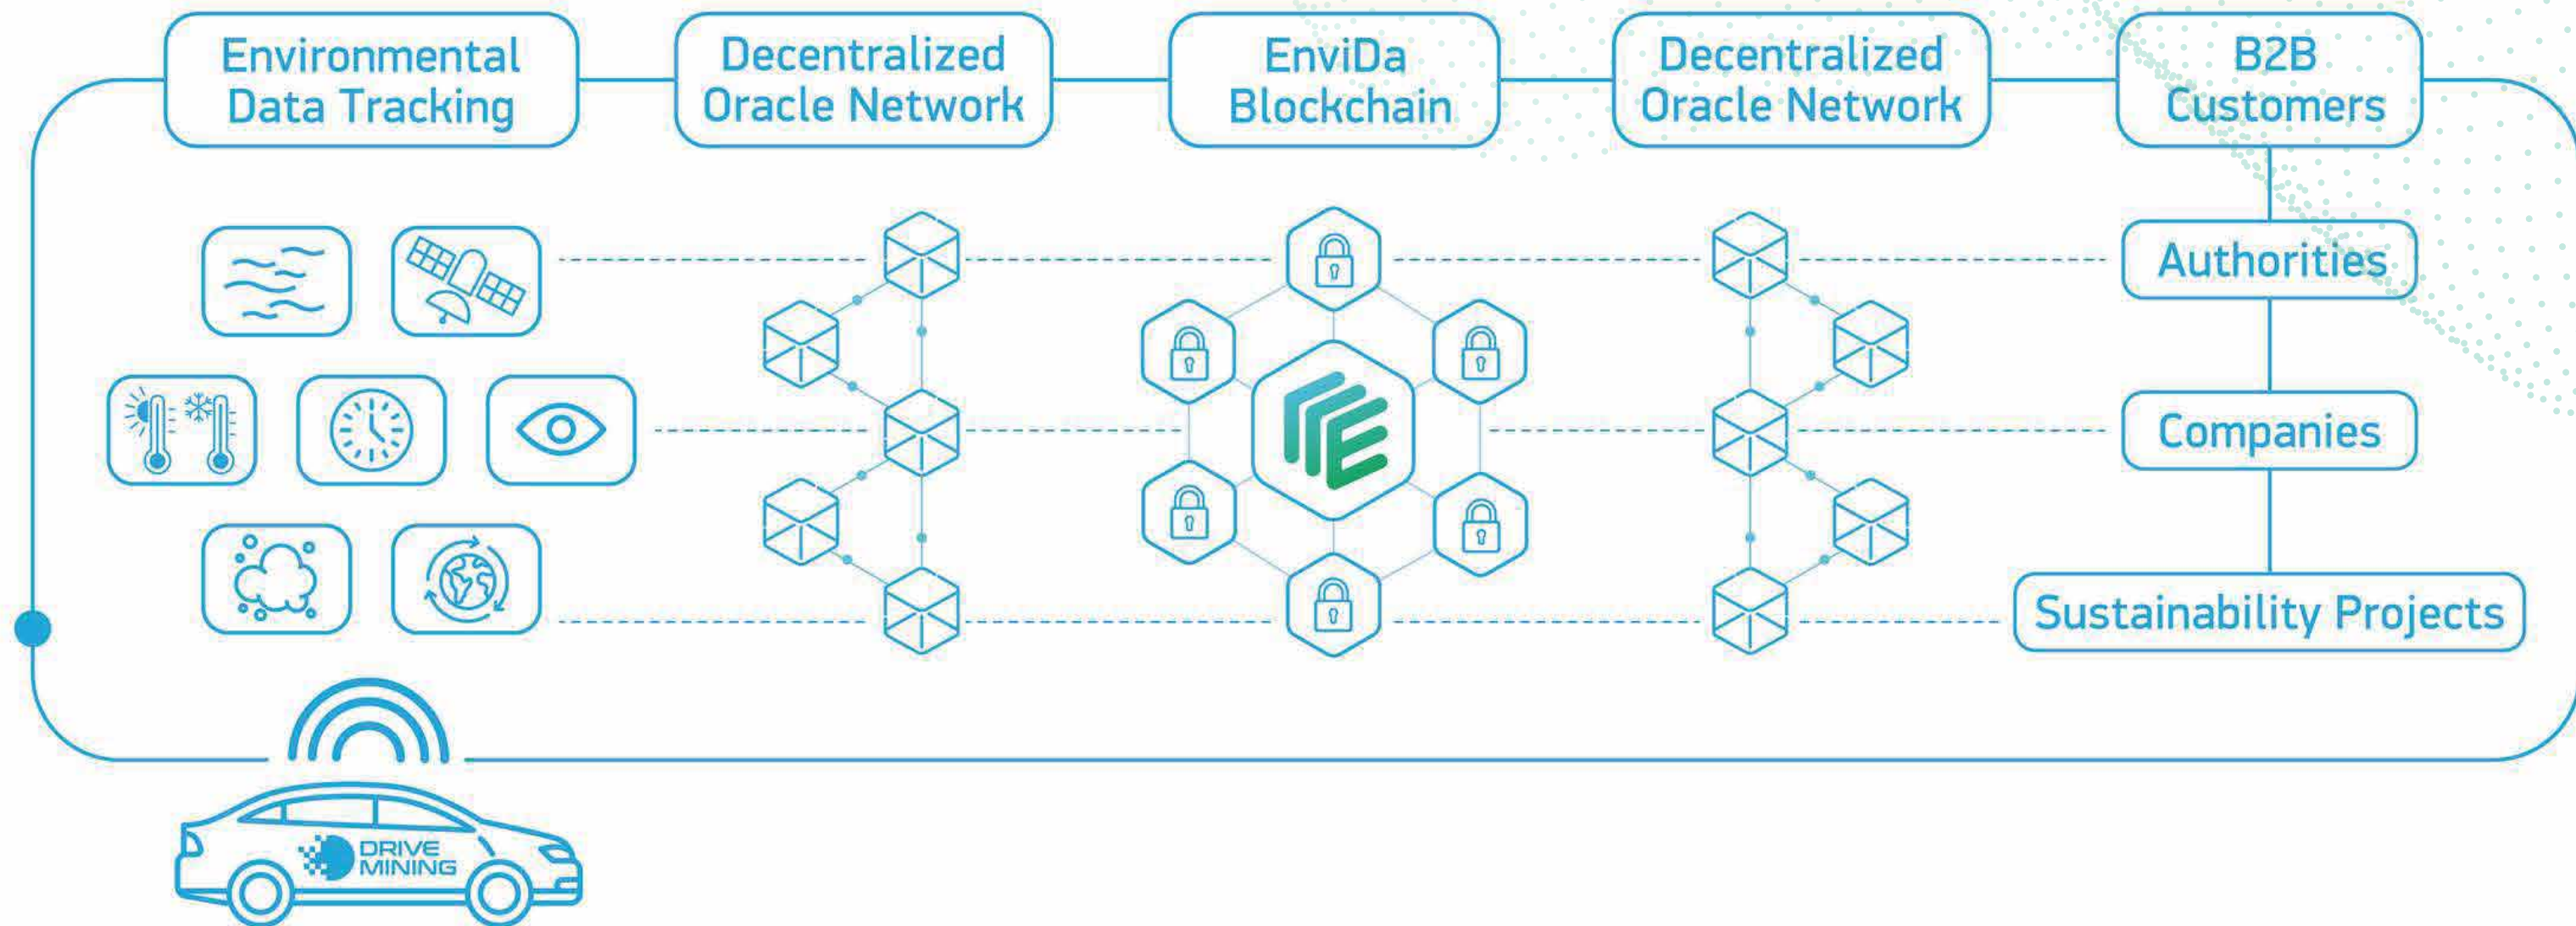 Environmental
Data Tracking
Decentralized
Oracle Network
EnviDa
Blockchain
Decentralized
Oracle Network
B2B
Customers
Authorities
Companies
Sustainability Projects
DRIVE
MINING